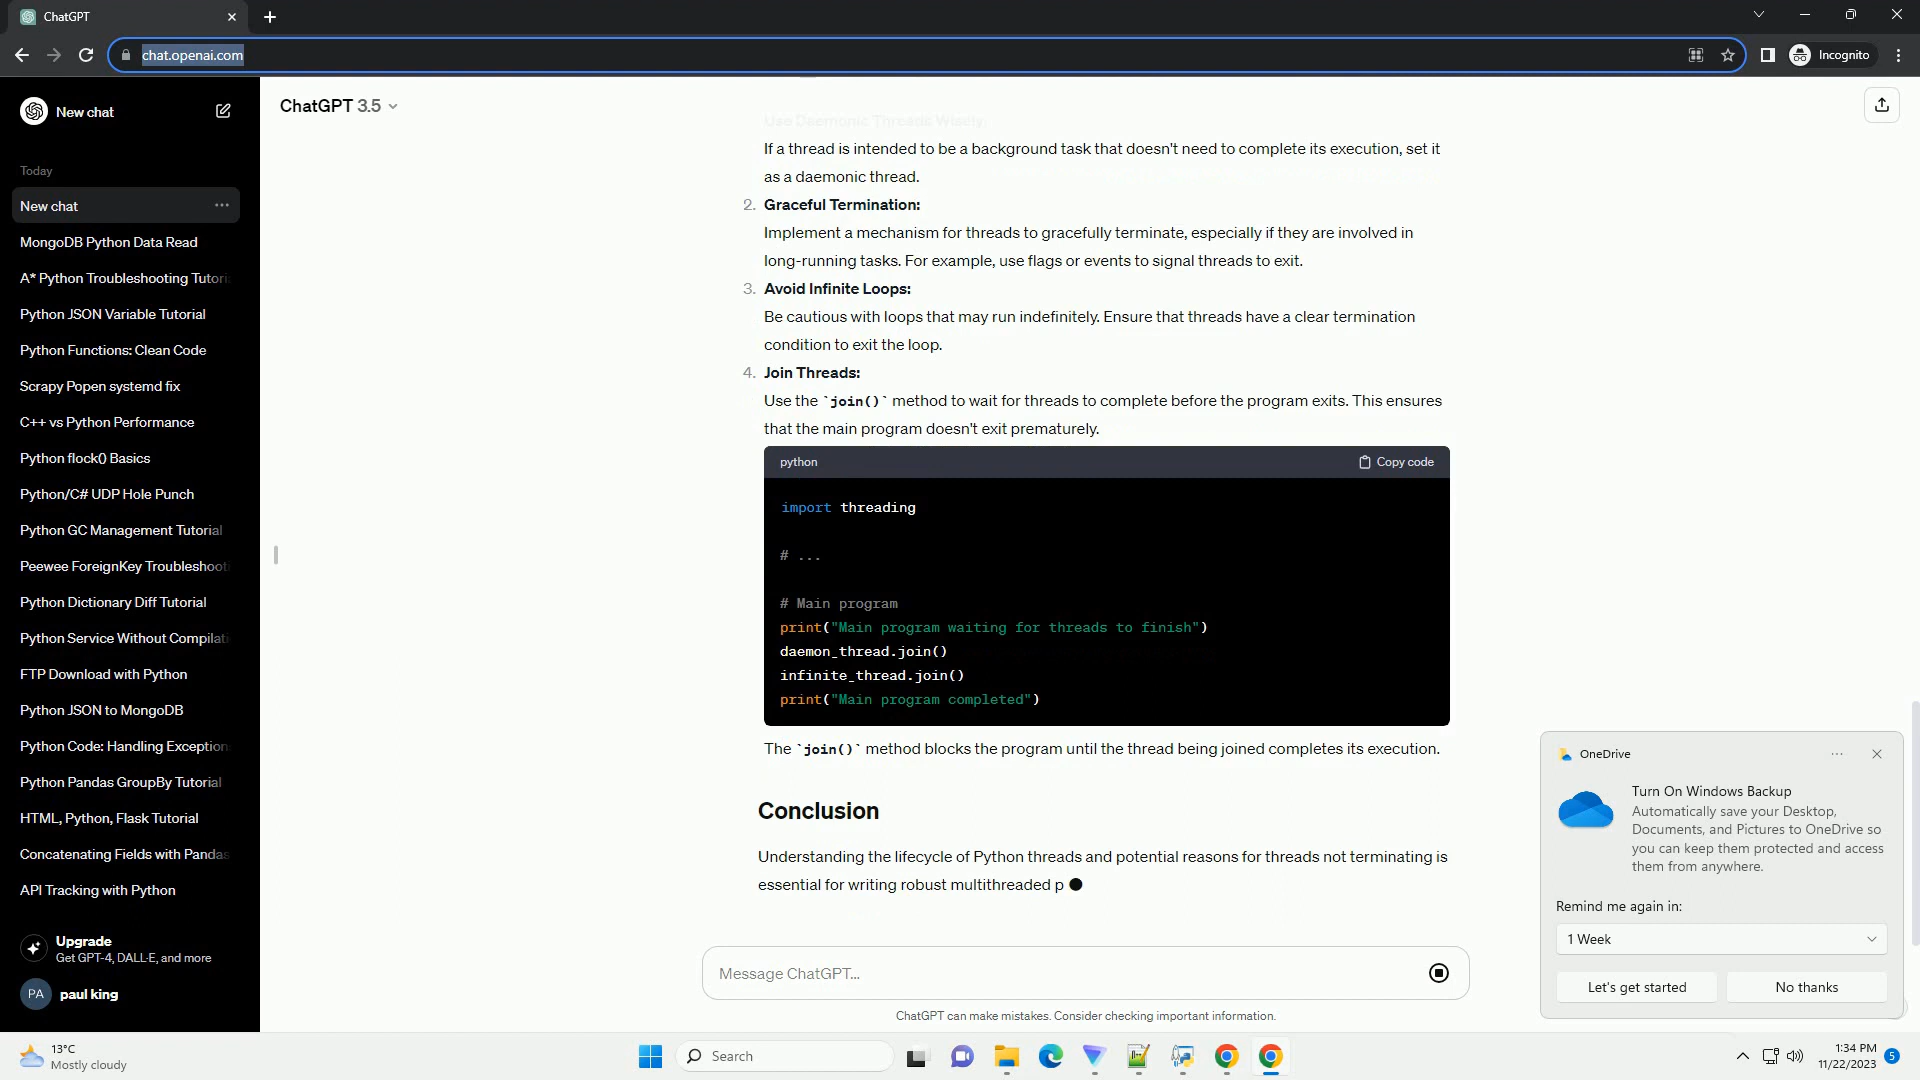 ChatGPT
chat.openai.com
Incognito
New chat
Today
New chat
MongoDB Python Data Read
A* Python Troubleshooting Tutori
Python JSON Variable Tutorial
Python Functions: Clean Code
Scrapy Popen systemd fix
C++ vs Python Performance
Python flock() Basics
Python/C# UDP Hole Punch
Python GC Management Tutorial
Peewee ForeignKey Troubleshoot
Python Dictionary Diff Tutorial
Python Service Without Compilati
FTP Download with Python
Python JSON to MongoDB
Python Code: Handling Exception
Python Pandas GroupBy Tutorial
HTML, Python, Flask Tutorial
Concatenating Fields with Pandas
API Tracking with Python
Upgrade
Get GPT-4, DALL·E, and more
PA paul king
ChatGPT 3.5
Use Daemonic Threads Wisely:
If a thread is intended to be a background task that doesn't need to complete its execution, set it
as a daemonic thread.
2. Graceful Termination:
Implement a mechanism for threads to gracefully terminate, especially if they are involved in
long-running tasks. For example, use flags or events to signal threads to exit.
3. Avoid Infinite Loops:
Be cautious with loops that may run indefinitely. Ensure that threads have a clear termination
condition to exit the loop.
4. Join Threads:
Use the `join()` method to wait for threads to complete before the program exits. This ensures
that the main program doesn't exit prematurely.
python Copy code
import threading
# ...
# Main program
print("Main program waiting for threads to finish")
daemon_thread.join()
infinite_thread.join()
print("Main program completed")
The `join()` method blocks the program until the thread being joined completes its execution.
Conclusion
Understanding the lifecycle of Python threads and potential reasons for threads not terminating is
essential for writing robust multithreaded p
Message ChatGPT...
ChatGPT can make mistakes. Consider checking important information.
OneDrive
Turn On Windows Backup
Automatically save your Desktop,
Documents, and Pictures to OneDrive so
you can keep them protected and access
them from anywhere.
Remind me again in:
1 Week
Let's get started No thanks
13°C
Mostly cloudy
Search
1:34 PM
11/22/2023
5